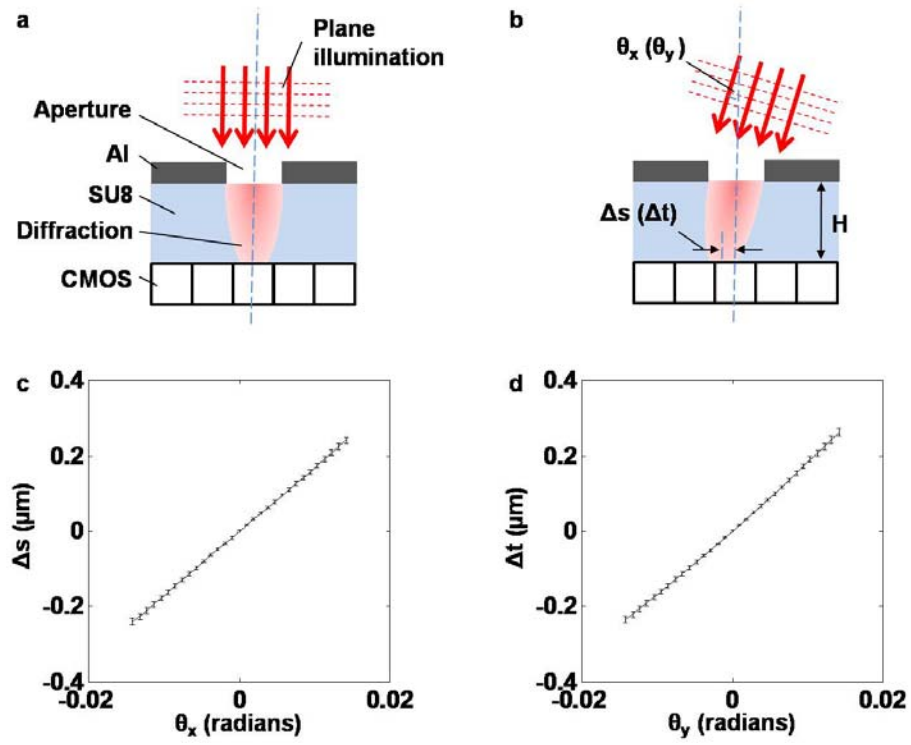 a
Plane
illumination
Aperture
Al
SU8
Diffraction
CMOS
b
θx (θy)
Δs (Δt)
H
c
0.4
0.2
0
-0.2
-0.4
Δs (μm)
-0.02
0
0.02
θx (radians)
d
0.4
0.2
0
-0.2
-0.4
Δt (μm)
-0.02
0
0.02
θy (radians)